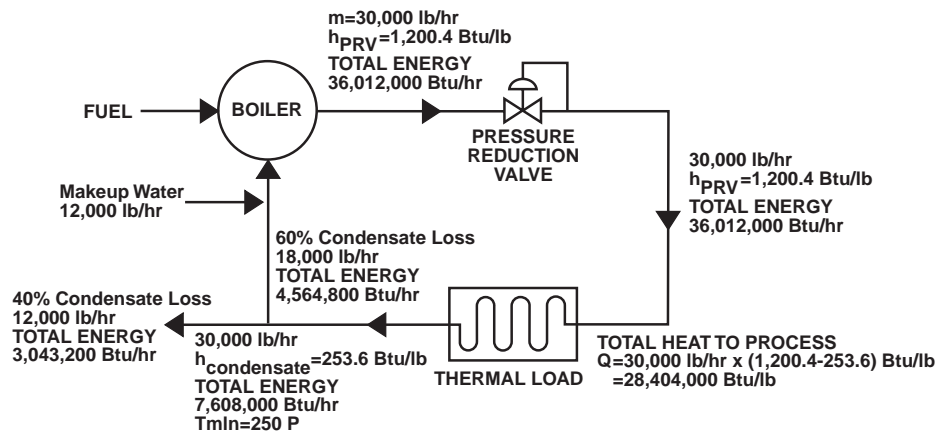 m=30,000 lb/hr
hPRV=1,200.4 Btu/lb
TOTAL ENERGY
36,012,000 Btu/hr
FUEL
BOILER
PRESSURE
REDUCTION
VALVE
30,000 lb/hr
hPRV=1,200.4 Btu/lb
TOTAL ENERGY
36,012,000 Btu/hr
Makeup Water
12,000 lb/hr
60% Condensate Loss
18,000 lb/hr
TOTAL ENERGY
4,564,800 Btu/hr
40% Condensate Loss
12,000 lb/hr
TOTAL ENERGY
3,043,200 Btu/hr
30,000 lb/hr
hcondensate=253.6 Btu/lb
TOTAL ENERGY
7,608,000 Btu/hr
TmIn=250 P
THERMAL LOAD
TOTAL HEAT TO PROCESS
Q=30,000 lb/hr x (1,200.4-253.6) Btu/lb
=28,404,000 Btu/lb